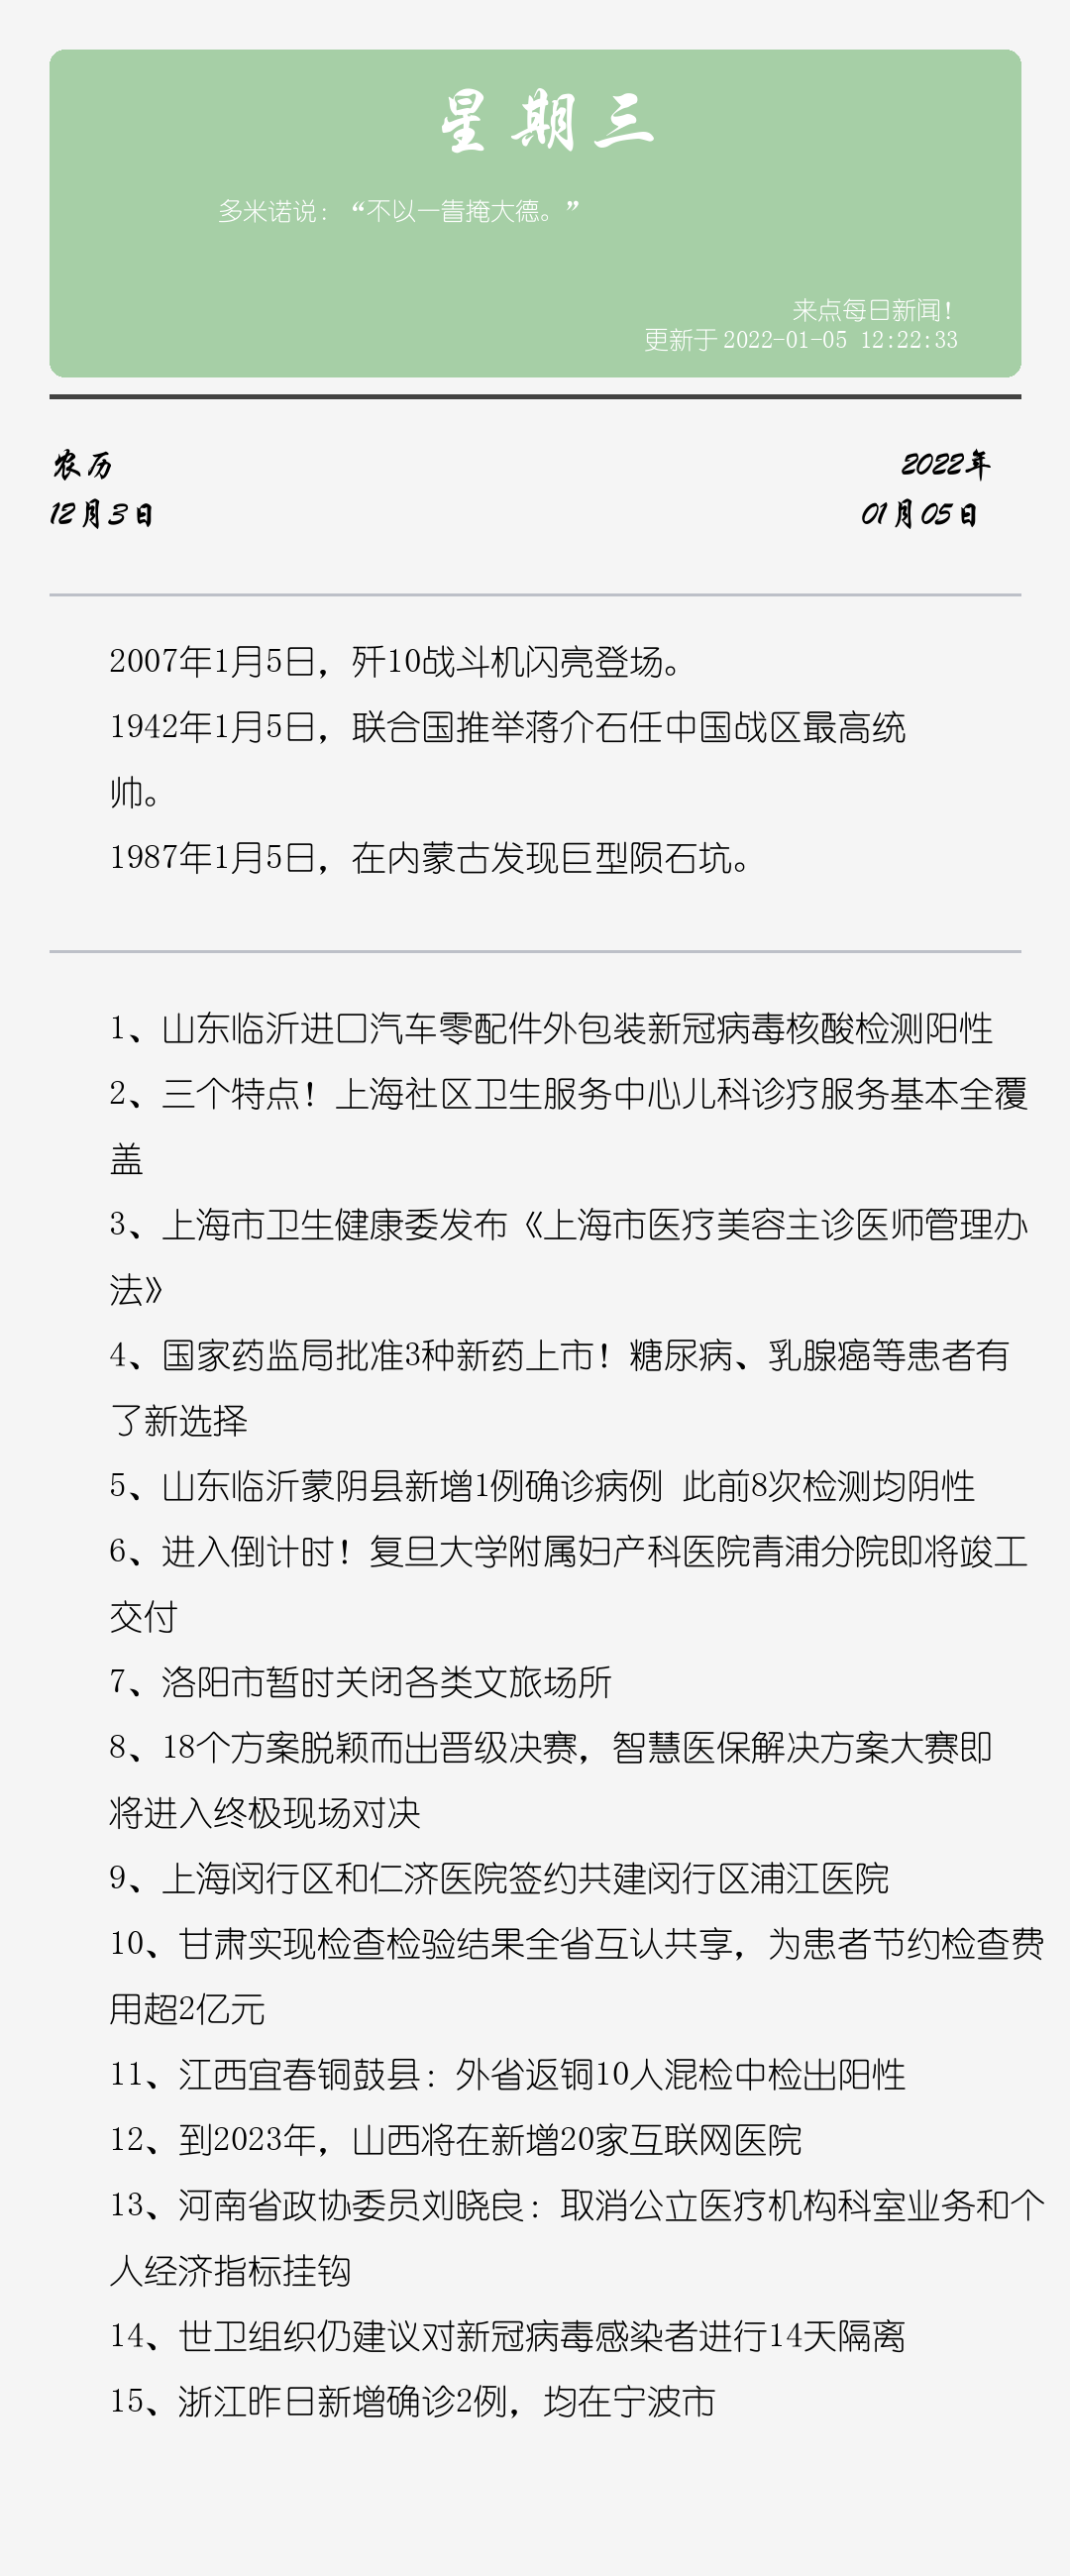 星期三
多米诺说：“不以一眚掩大德。”
来点每日新闻！
更新于 2022-01-05 12:22:33
农历
12月3日
2022年
01月05日
2007年1月5日，歼10战斗机闪亮登场。
1942年1月5日，联合国推举蒋介石任中国战区最高统
帅。
1987年1月5日，在内蒙古发现巨型陨石坑。
1、山东临沂进口汽车零配件外包装新冠病毒核酸检测阳性
2、三个特点！上海社区卫生服务中心儿科诊疗服务基本全覆
盖
3、上海市卫生健康委发布《上海市医疗美容主诊医师管理办
法》
4、国家药监局批准3种新药上市！糖尿病、乳腺癌等患者有
了新选择
5、山东临沂蒙阴县新增1例确诊病例 此前8次检测均阴性
6、进入倒计时！复旦大学附属妇产科医院青浦分院即将竣工
交付
7、洛阳市暂时关闭各类文旅场所
8、18个方案脱颖而出晋级决赛，智慧医保解决方案大赛即
将进入终极现场对决
9、上海闵行区和仁济医院签约共建闵行区浦江医院
10、甘肃实现检查检验结果全省互认共享，为患者节约检查费
用超2亿元
11、江西宜春铜鼓县：外省返铜10人混检中检出阳性
12、到2023年，山西将在新增20家互联网医院
13、河南省政协委员刘晓良：取消公立医疗机构科室业务和个
人经济指标挂钩
14、世卫组织仍建议对新冠病毒感染者进行14天隔离
15、浙江昨日新增确诊2例，均在宁波市